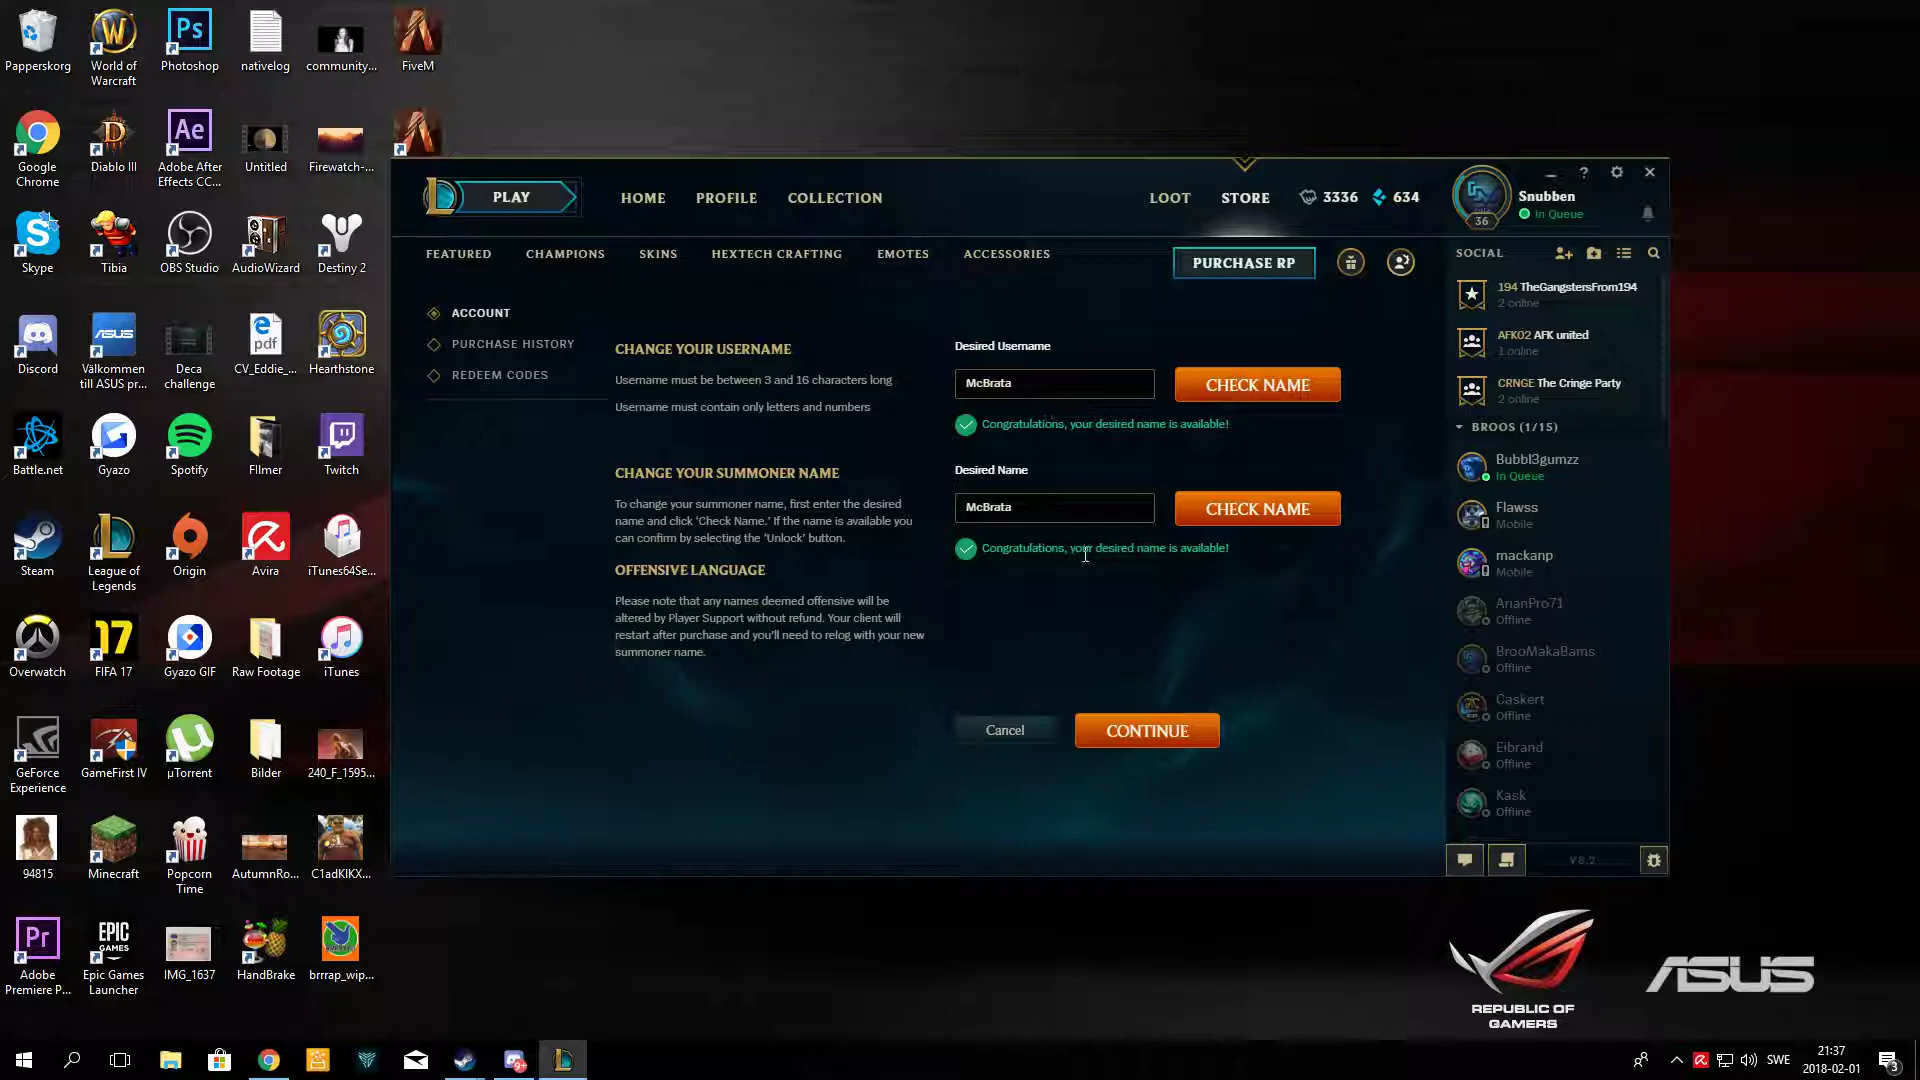 Papperskorg
World of Warcraft
Photoshop
nativelog
community...
FiveM
Google Chrome
Diablo III
Adobe After Effects CC...
Untitled
Firewatch-...
Skype
Tibia
OBS Studio
AudioWizard
Destiny 2
Discord
Välkommen till ASUS pr...
Deca challenge
CV_Eddie_...
Hearthstone
Battle.net
Gyazo
Spotify
FIlmer
Twitch
Steam
League of Legends
Origin
Avira
iTunes64Se...
Overwatch
FIFA 17
Gyazo GIF
Raw Footage
iTunes
GeForce Experience
GameFirst IV
µTorrent
Bilder
240_F_1595...
94815
Minecraft
Popcorn Time
AutumnRo...
C1adKIKX...
Adobe Premiere P...
Epic Games Launcher
IMG_1637
HandBrake
brrrap_wip...
PLAY
HOME
PROFILE
COLLECTION
LOOT
STORE
3336
634
36
Snubben
In Queue
FEATURED
CHAMPIONS
SKINS
HEXTECH CRAFTING
EMOTES
ACCESSORIES
PURCHASE RP
ACCOUNT
PURCHASE HISTORY
REDEEM CODES
CHANGE YOUR USERNAME
Username must be between 3 and 16 characters long
Username must contain only letters and numbers
Desired Username
McBrata
CHECK NAME
Congratulations, your desired name is available!
CHANGE YOUR SUMMONER NAME
To change your summoner name, first enter the desired
name and click 'Check Name.' If the name is available you
can confirm by selecting the 'Unlock' button.
Desired Name
McBrata
CHECK NAME
Congratulations, your desired name is available!
OFFENSIVE LANGUAGE
Please note that any names deemed offensive will be
altered by Player Support without refund. Your client will
restart after purchase and you'll need to relog with your new
summoner name.
Cancel
CONTINUE
SOCIAL
194 TheGangstersFrom194
2 online
AFK02 AFK united
1 online
CRNGE The Cringe Party
2 online
BROOS (1/15)
Bubbl3gumzz
In Queue
Flawss
Mobile
mackanp
Mobile
ArianPro71
Offline
BrooMakaBams
Offline
Caskert
Offline
Eibrand
Offline
Kask
Offline
V8.2
REPUBLIC OF
GAMERS
ASUS
SWE
21:37
2018-02-01
3